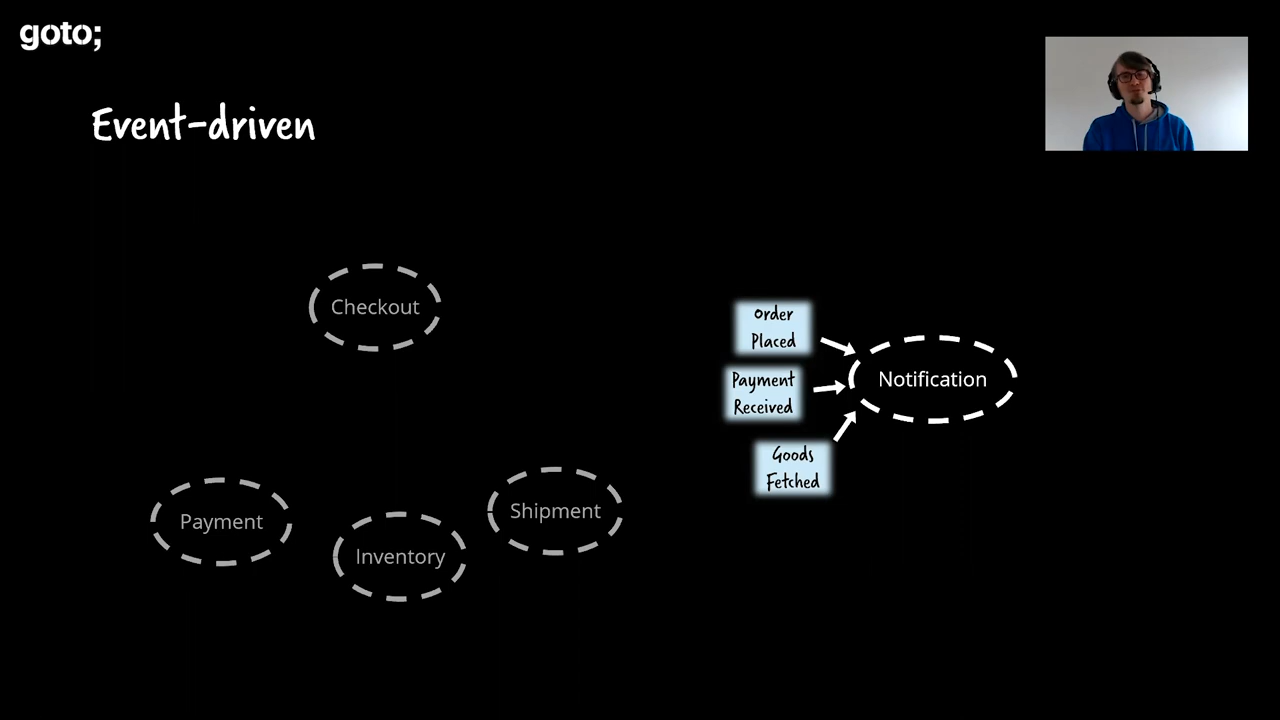 goto;
Event-driven
Checkout
Order
Placed
Payment
Received
Notification
Goods
Fetched
Payment
Inventory
Shipment